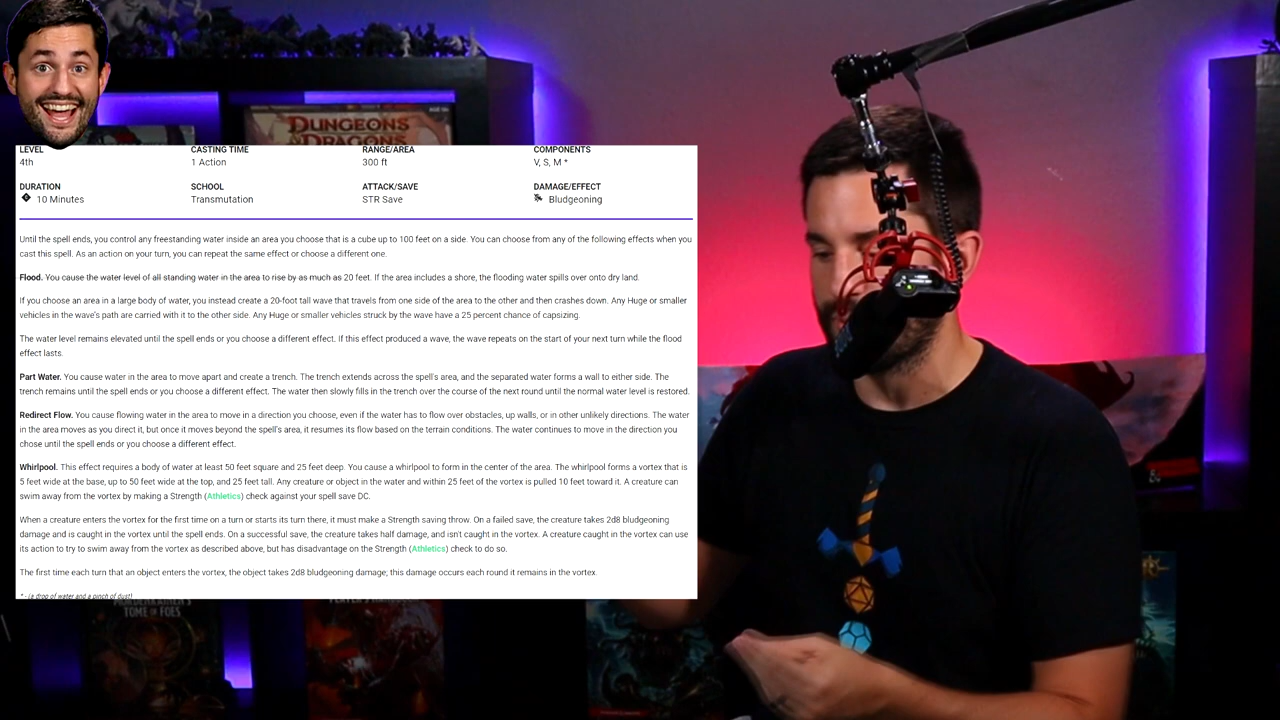 DUNGEONS
& DRAGONS
LEVEL CASTING TIME RANGE/AREA COMPONENTS
4th 1 Action 300 ft V, S, M *
DURATION SCHOOL ATTACK/SAVE DAMAGE/EFFECT
10 Minutes Transmutation STR Save Bludgeoning
Until the spell ends, you control any freestanding water inside an area you choose that is a cube up to 100 feet on a side. You can choose from any of the following effects when you
cast this spell. As an action on your turn, you can repeat the same effect or choose a different one.
Flood. You cause the water level of all standing water in the area to rise by as much as 20 feet. If the area includes a shore, the flooding water spills over onto dry land.
If you choose an area in a large body of water, you instead create a 20-foot tall wave that travels from one side of the area to the other and then crashes down. Any Huge or smaller
vehicles in the wave's path are carried with it to the other side. Any Huge or smaller vehicles struck by the wave have a 25 percent chance of capsizing.
The water level remains elevated until the spell ends or you choose a different effect. If this effect produced a wave, the wave repeats on the start of your next turn while the flood
effect lasts.
Part Water. You cause water in the area to move apart and create a trench. The trench extends across the spell's area, and the separated water forms a wall to either side. The
trench remains until the spell ends or you choose a different effect. The water then slowly fills in the trench over the course of the next round until the normal water level is restored.
Redirect Flow. You cause flowing water in the area to move in a direction you choose, even if the water has to flow over obstacles, up walls, or in other unlikely directions. The water
in the area moves as you direct it, but once it moves beyond the spell's area, it resumes its flow based on the terrain conditions. The water continues to move in the direction you
chose until the spell ends or you choose a different effect.
Whirlpool. This effect requires a body of water at least 50 feet square and 25 feet deep. You cause a whirlpool to form in the center of the area. The whirlpool forms a vortex that is
5 feet wide at the base, up to 50 feet wide at the top, and 25 feet tall. Any creature or object in the water and within 25 feet of the vortex is pulled 10 feet toward it. A creature can
swim away from the vortex by making a Strength (Athletics) check against your spell save DC.
When a creature enters the vortex for the first time on a turn or starts its turn there, it must make a Strength saving throw. On a failed save, the creature takes 2d8 bludgeoning
damage and is caught in the vortex until the spell ends. On a successful save, the creature takes half damage, and isn't caught in the vortex. A creature caught in the vortex can use
its action to try to swim away from the vortex as described above, but has disadvantage on the Strength (Athletics) check to do so.
The first time each turn that an object enters the vortex, the object takes 2d8 bludgeoning damage; this damage occurs each round it remains in the vortex.
* - (a drop of water and a pinch of dust)
MORDENKAINEN'S
TOME OF FOES